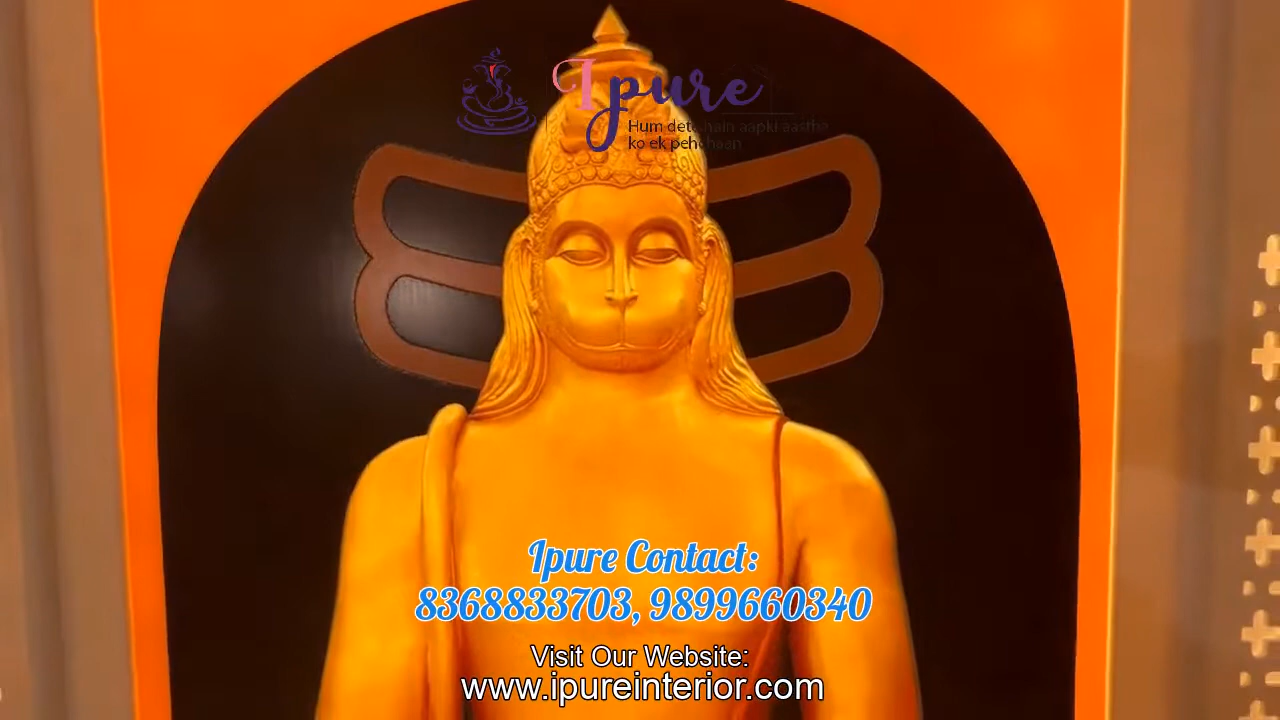 Ipure
Hum dete hain aapki aastha
ko ek pehchaan
Ipure Contact:
8368833703, 9899660340
Visit Our Website:
www.ipureinterior.com